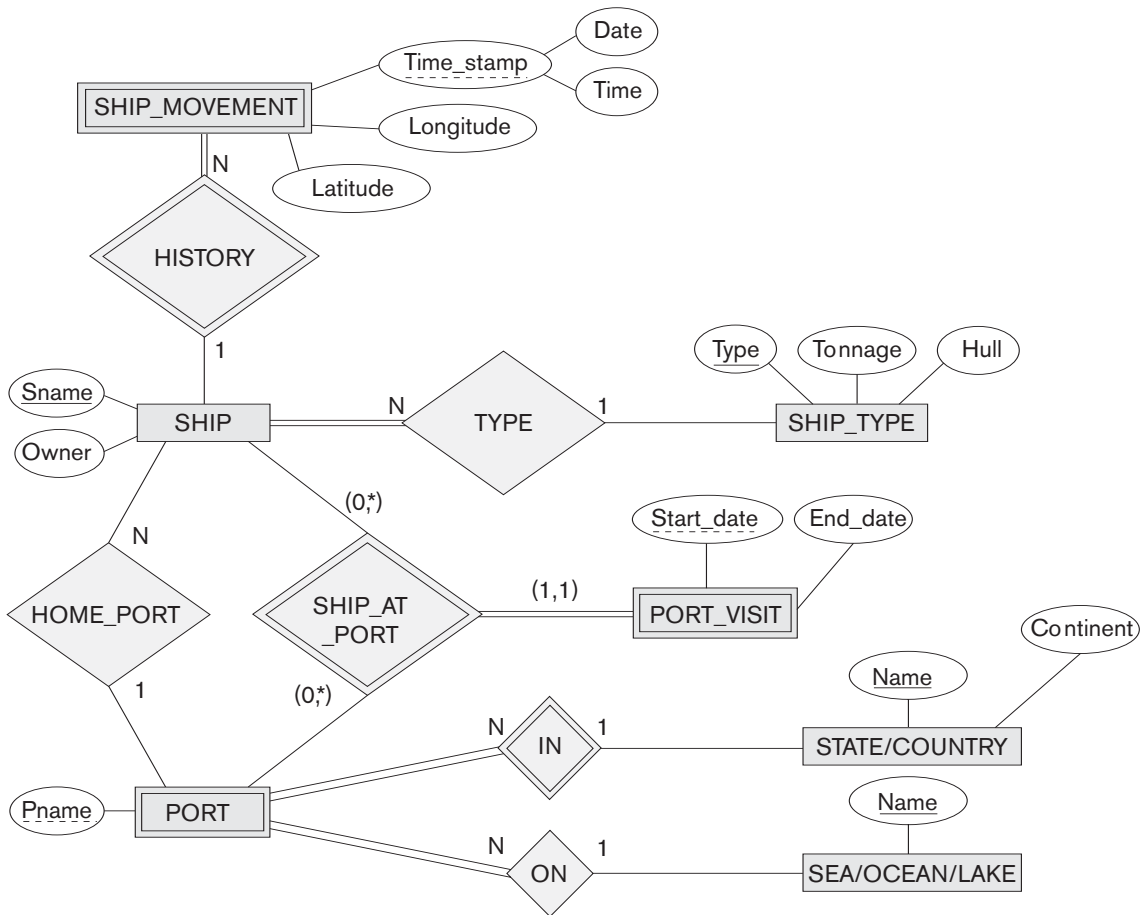 Date
Time_stamp
Time
SHIP_MOVEMENT
Longitude
N
Latitude
HISTORY
1
Type
Tonnage
Hull
Sname
N
1
SHIP
TYPE
SHIP_TYPE
Owner
(0,*)
Start_date
End_date
N
(1,1)
HOME_PORT
SHIP_AT
_PORT
PORT_VISIT
Continent
1
(0,*)
Name
N
1
IN
STATE/COUNTRY
Pname
PORT
Name
N
1
ON
SEA/OCEAN/LAKE